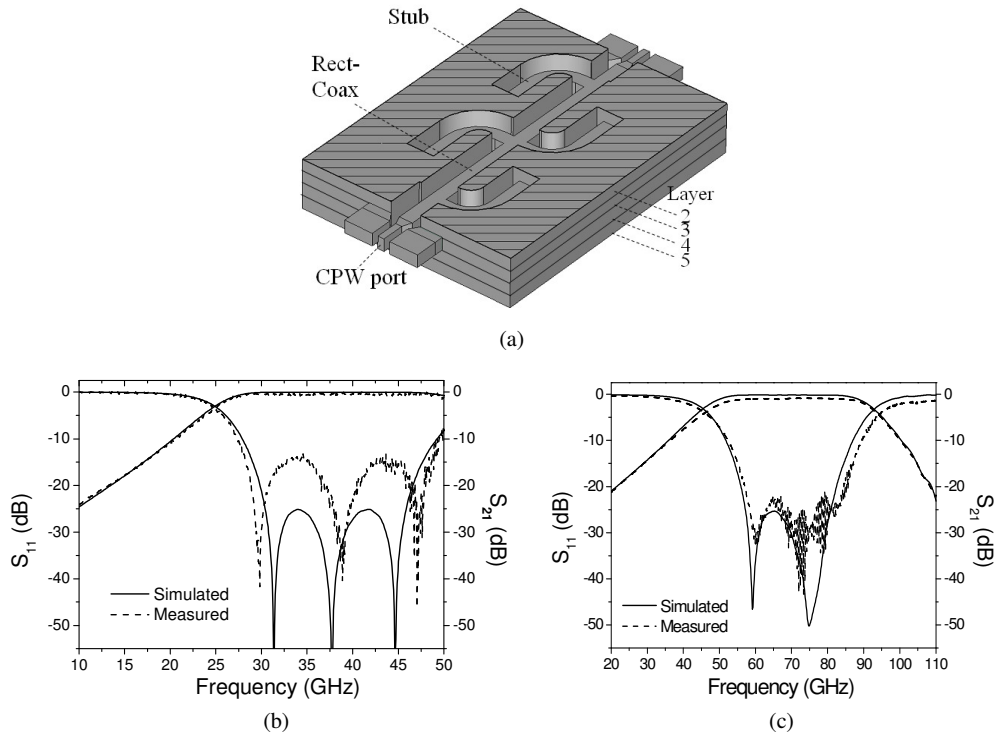 Stub
Rect-
Coax
Layer
2
3
4
5
CPW port
(a)
0
-10
-20
-30
-40
-50
S11 (dB)
0
-10
-20
-30
-40
-50
S21 (dB)
Simulated
Measured
10 15 20 25 30 35 40 45 50
Frequency (GHz)
(b)
0
-10
-20
-30
-40
-50
S11 (dB)
0
-10
-20
-30
-40
-50
S21 (dB)
Simulated
Measured
20 30 40 50 60 70 80 90 100 110
Frequency (GHz)
(c)